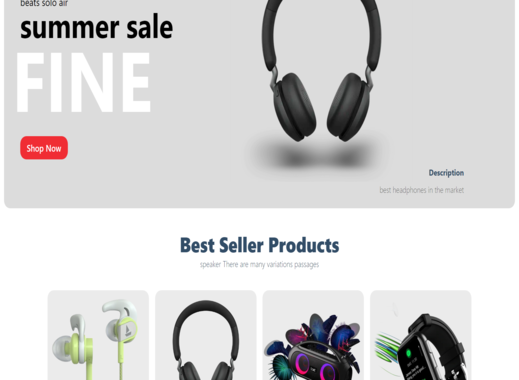 beats solo air
summer sale
FINE
Shop Now
Description
best headphones in the market
Best Seller Products
speaker There are many variations passages